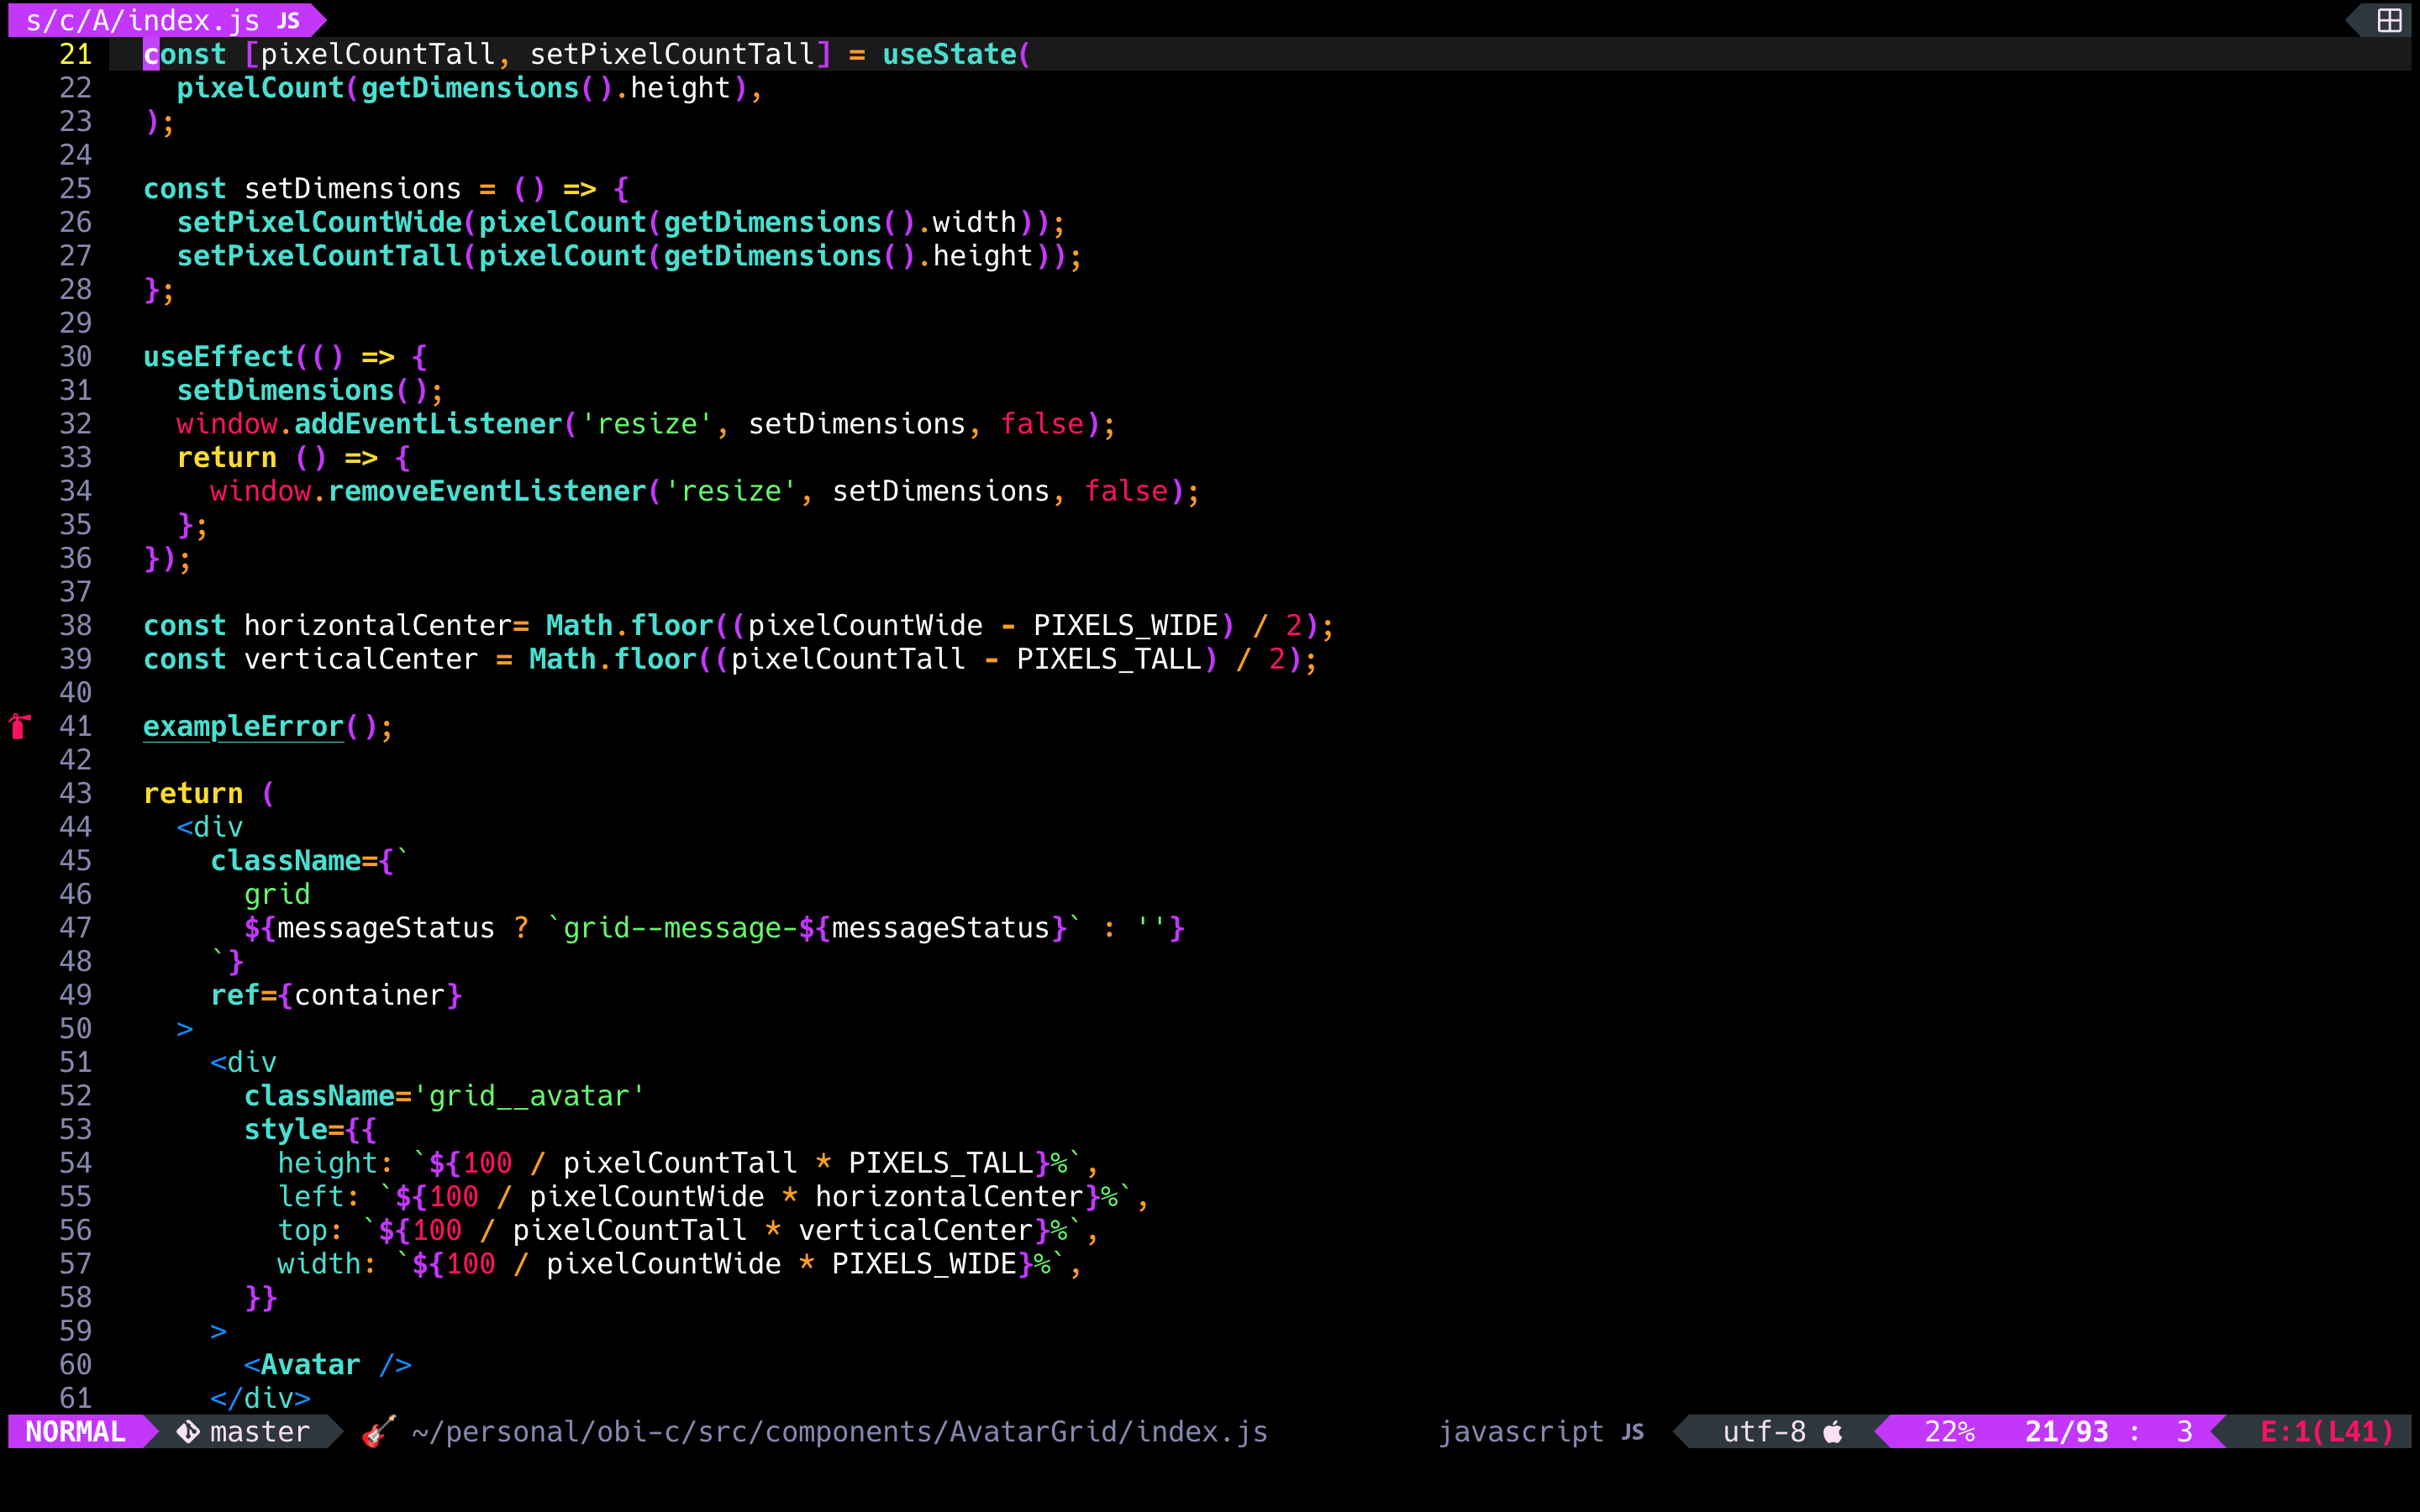 s/c/A/index.js JS
21 const [pixelCountTall, setPixelCountTall] = useState(
22   pixelCount(getDimensions().height),
23 );
24
25 const setDimensions = () => {
26   setPixelCountWide(pixelCount(getDimensions().width));
27   setPixelCountTall(pixelCount(getDimensions().height));
28 };
29
30 useEffect(() => {
31   setDimensions();
32   window.addEventListener('resize', setDimensions, false);
33   return () => {
34     window.removeEventListener('resize', setDimensions, false);
35   };
36 });
37
38 const horizontalCenter= Math.floor((pixelCountWide - PIXELS_WIDE) / 2);
39 const verticalCenter = Math.floor((pixelCountTall - PIXELS_TALL) / 2);
40
41 exampleError();
42
43 return (
44   <div
45     className={`
46       grid
47       ${messageStatus ? `grid--message-${messageStatus}` : ''}
48     `}
49     ref={container}
50   >
51     <div
52       className='grid__avatar'
53       style={{
54         height: `${100 / pixelCountTall * PIXELS_TALL}%`,
55         left: `${100 / pixelCountWide * horizontalCenter}%`,
56         top: `${100 / pixelCountTall * verticalCenter}%`,
57         width: `${100 / pixelCountWide * PIXELS_WIDE}%`,
58       }}
59     >
60       <Avatar />
61     </div>
NORMAL master 🎸 ~/personal/obi-c/src/components/AvatarGrid/index.js javascript JS utf-8 22% 21/93 : 3 E:1(L41)